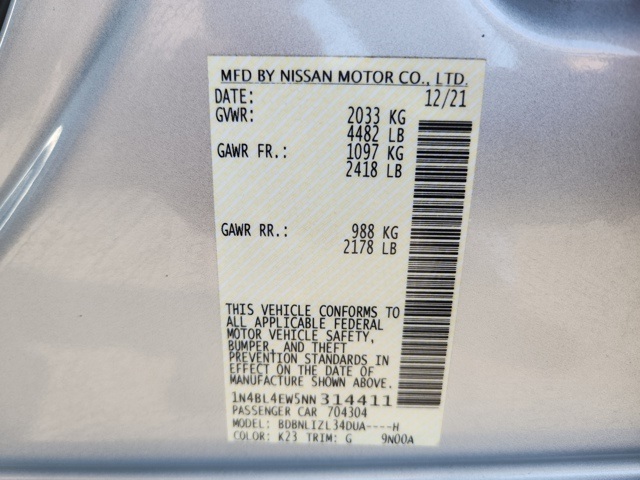 MFD BY NISSAN MOTOR CO., LTD.
DATE: 12/21
GVWR: 2033 KG
4482 LB
GAWR FR.: 1097 KG
2418 LB
GAWR RR.: 988 KG
2178 LB
THIS VEHICLE CONFORMS TO
ALL APPLICABLE FEDERAL
MOTOR VEHICLE SAFETY,
BUMPER, AND THEFT
PREVENTION STANDARDS IN
EFFECT ON THE DATE OF
MANUFACTURE SHOWN ABOVE.
1N4BL4EW5NN314411
PASSENGER CAR 704304
MODEL: BDBNLIZL34DUA----H
COLOR: K23 TRIM: G 9N00A